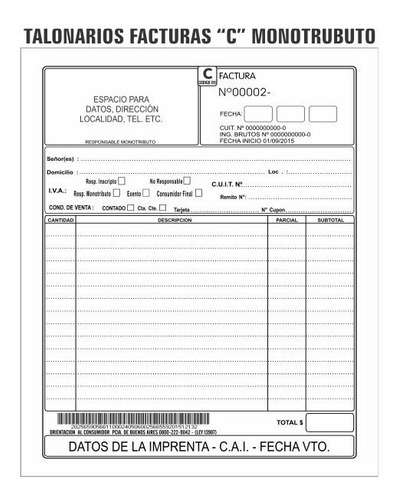 TALONARIOS FACTURAS “C” MONOTRUBUTO
ESPACIO PARA
DATOS, DIRECCIÓN
LOCALIDAD, TEL. ETC.
RESPONSABLE MONOTRIBUTO
C
CODIGO 011
FACTURA
Nº00002-
FECHA:
CUIT. Nº 0000000000-0
ING. BRUTOS Nº 0000000000-0
FECHA INICIO 01/09/2015
Señor(es) :
Domicilio : Loc . :
I.V.A.: Resp. Inscripto No Responsable C.U.I.T. Nº
Resp. Monotributo Exento Consumidor Final Remito Nº:
COND. DE VENTA : CONTADO Cta. Cte. Tarjeta Nº Cupon
CANTIDAD DESCRIPCION PARCIAL SUBTOTAL
ORIENTACION AL CONSUMIDOR PCIA. DE BUENOS AIRES 0800-222-9042 - (LEY 13987)
TOTAL $
DATOS DE LA IMPRENTA - C.A.I. - FECHA VTO.